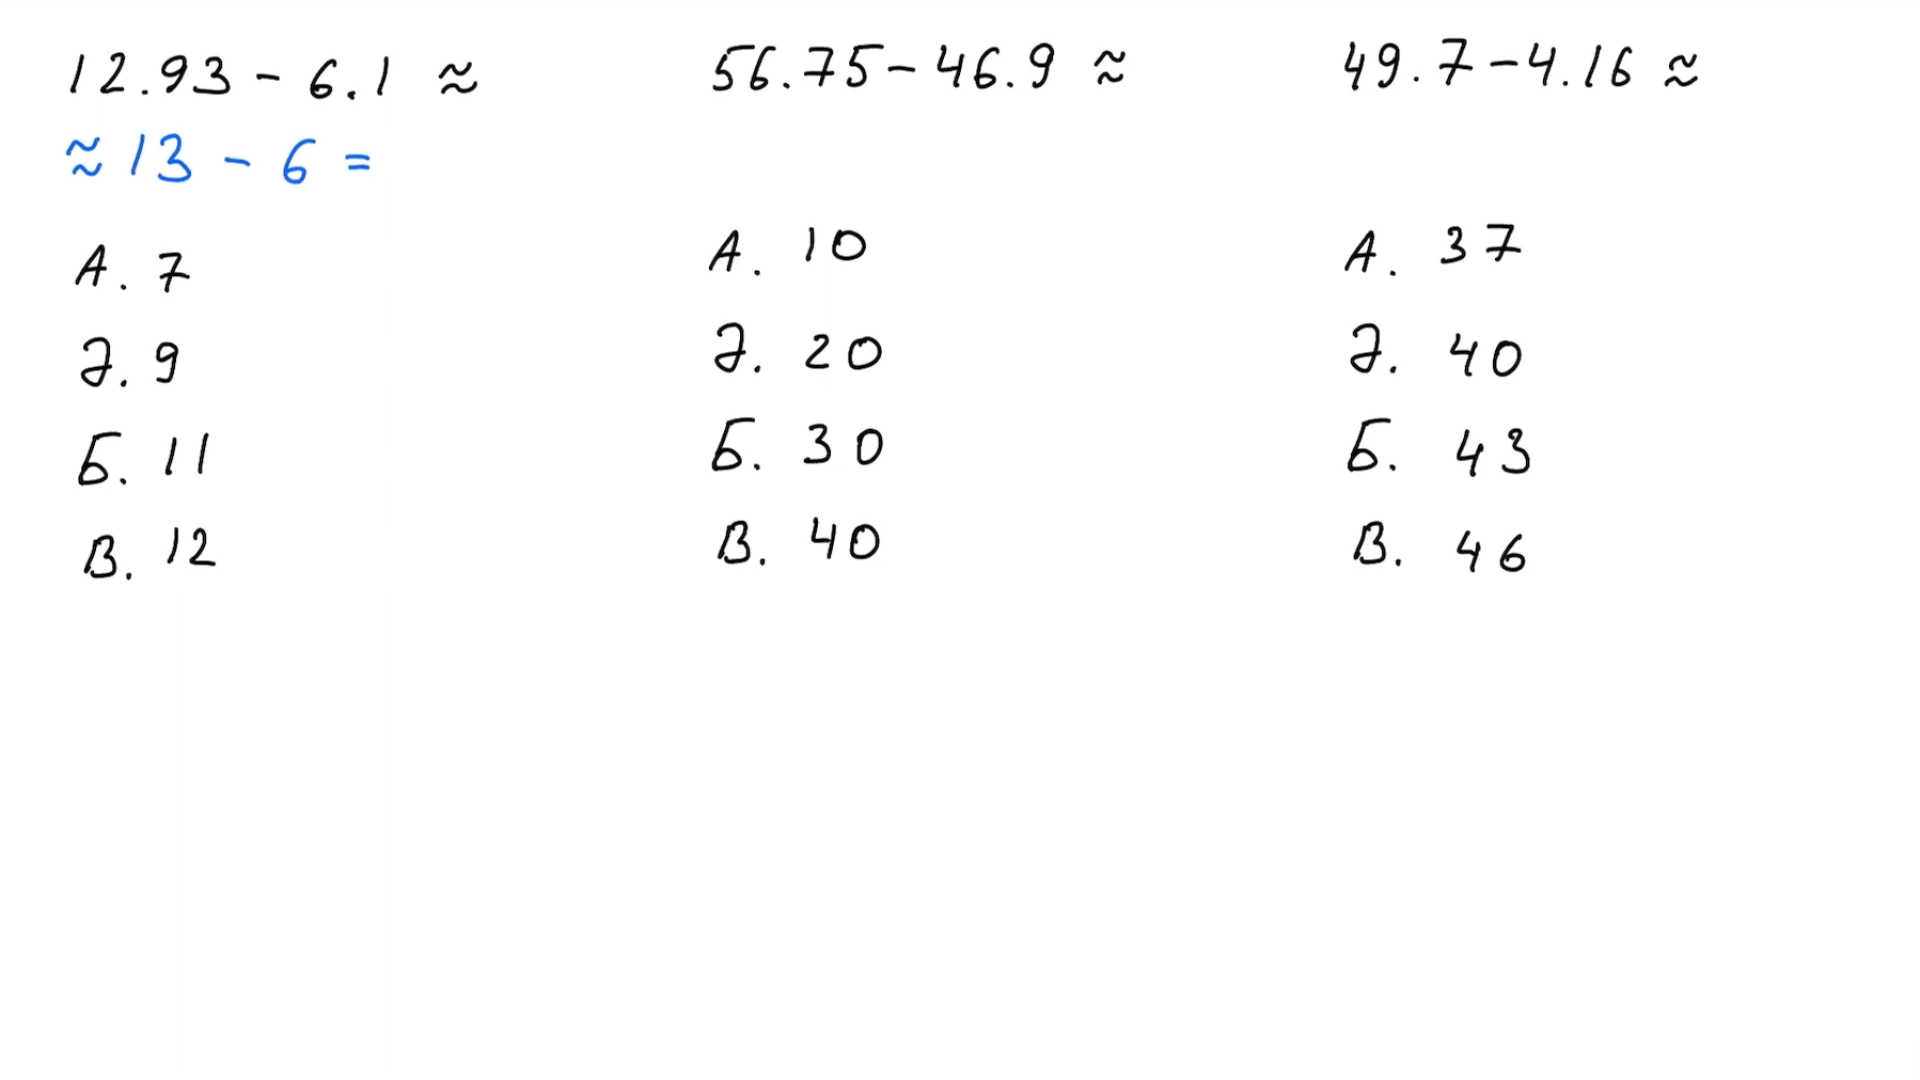 12.93 - 6.1 ≈
≈ 13 - 6 =
А. 7
Ә. 9
Б. 11
В. 12
56.75 - 46.9 ≈
А. 10
Ә. 20
Б. 30
В. 40
49.7 - 4.16 ≈
А. 37
Ә. 40
Б. 43
В. 46